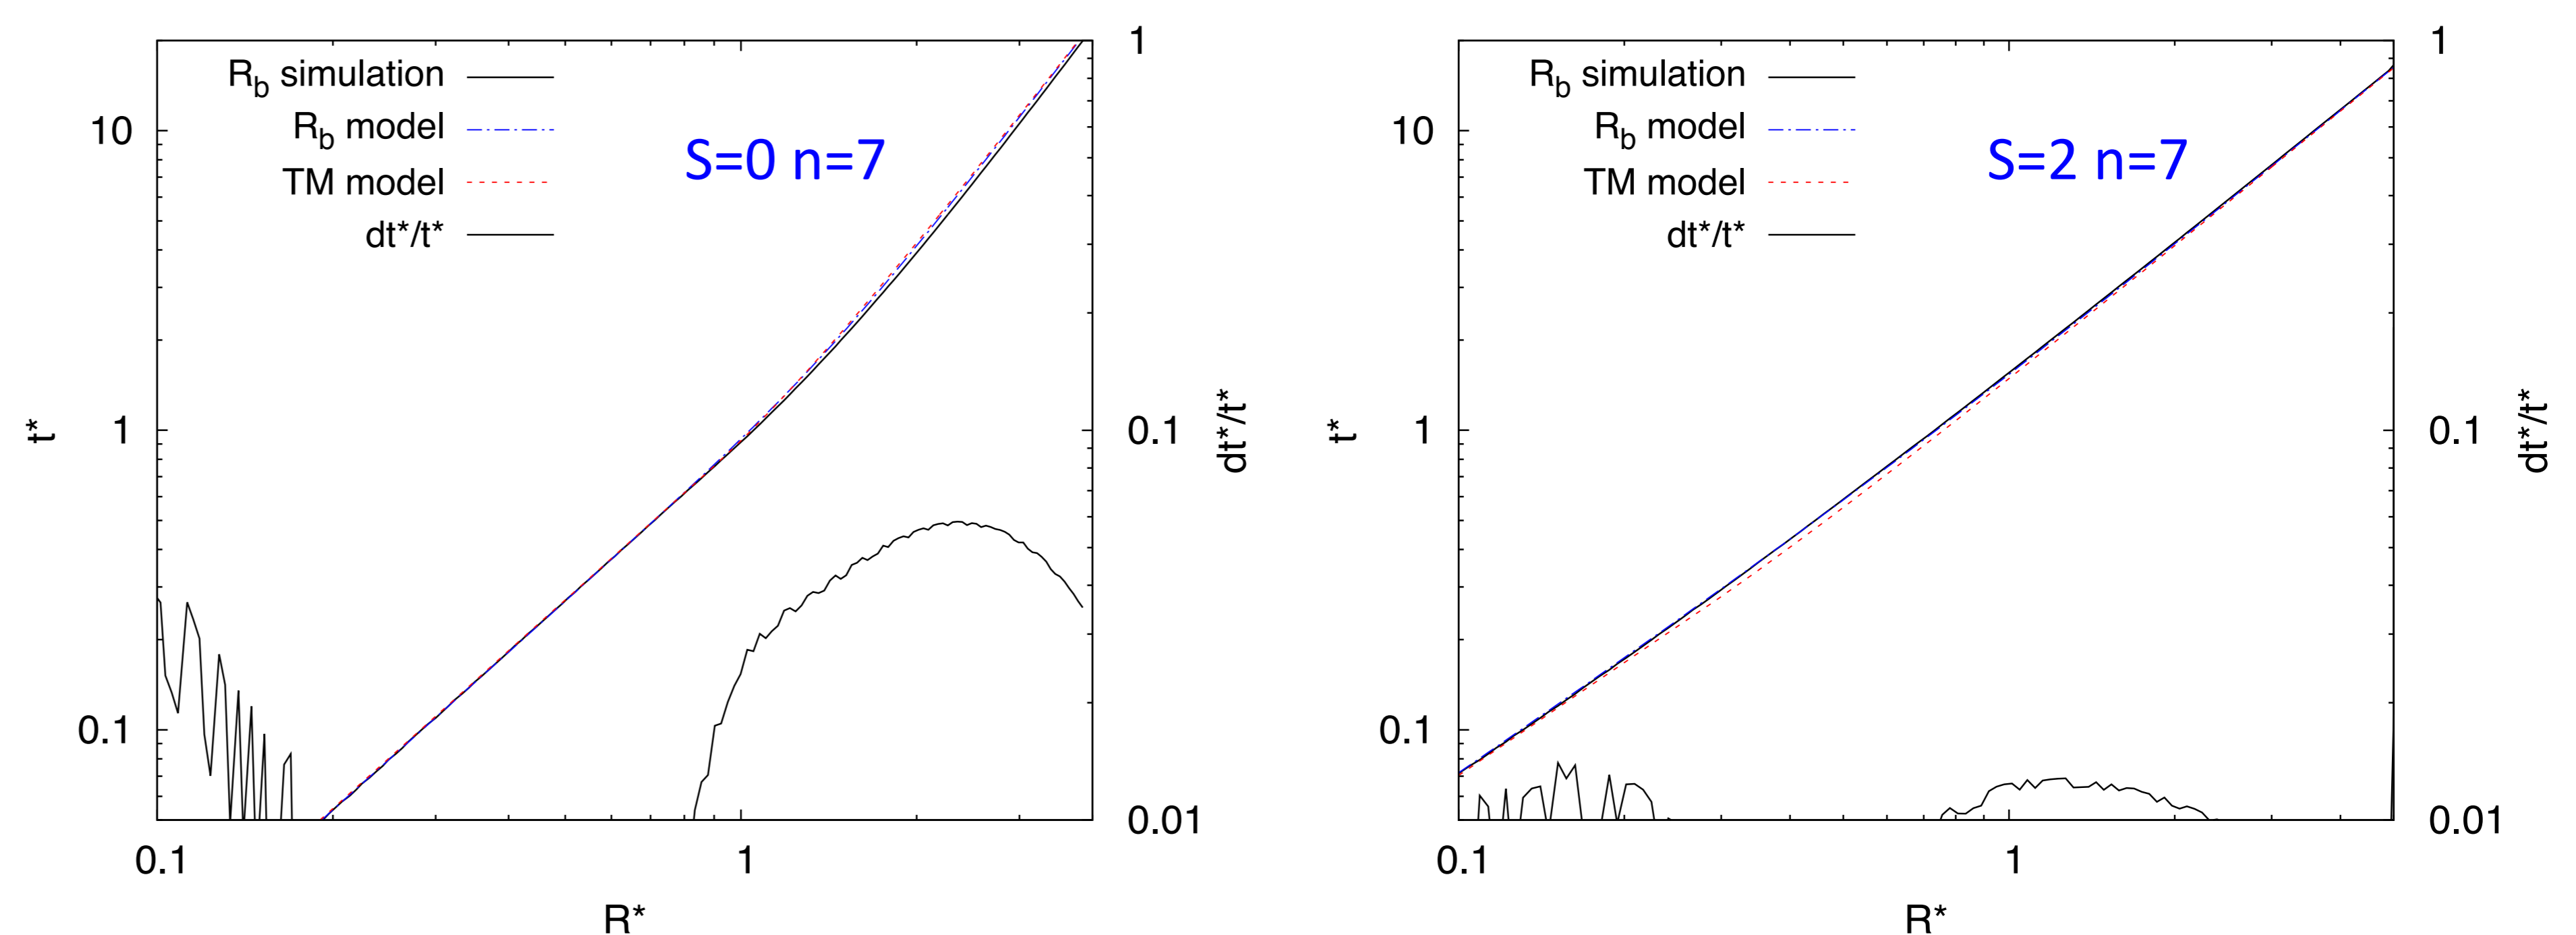 R_b simulation
R_b model
TM model
dt*/t*
S=0 n=7
10
1
0.1
t*
0.1
1
R*
1
0.1
0.01
dt*/t*
R_b simulation
R_b model
TM model
dt*/t*
S=2 n=7
10
1
0.1
t*
0.1
1
R*
1
0.1
0.01
dt*/t*